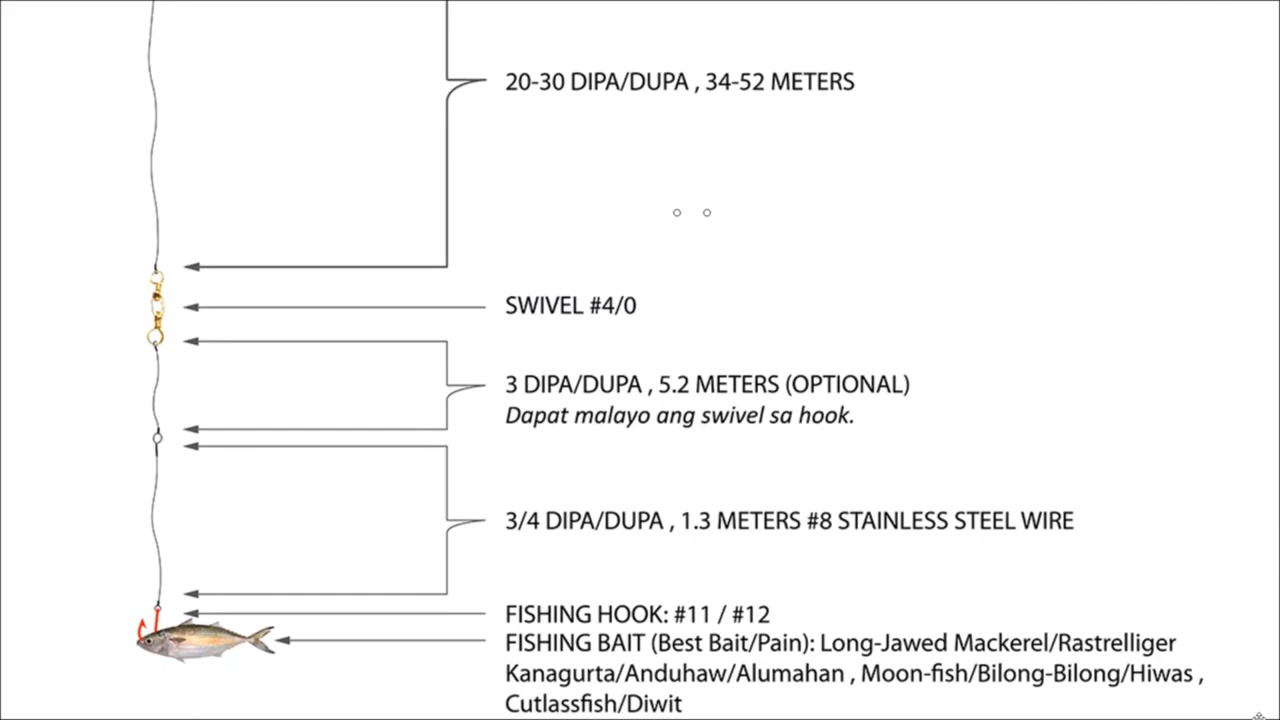 20-30 DIPA/DUPA , 34-52 METERS
SWIVEL #4/0
3 DIPA/DUPA , 5.2 METERS (OPTIONAL)
Dapat malayo ang swivel sa hook.
3/4 DIPA/DUPA , 1.3 METERS #8 STAINLESS STEEL WIRE
FISHING HOOK: #11 / #12
FISHING BAIT (Best Bait/Pain): Long-Jawed Mackerel/Rastrelliger
Kanagurta/Anduhaw/Alumahan , Moon-fish/Bilong-Bilong/Hiwas ,
Cutlassfish/Diwit